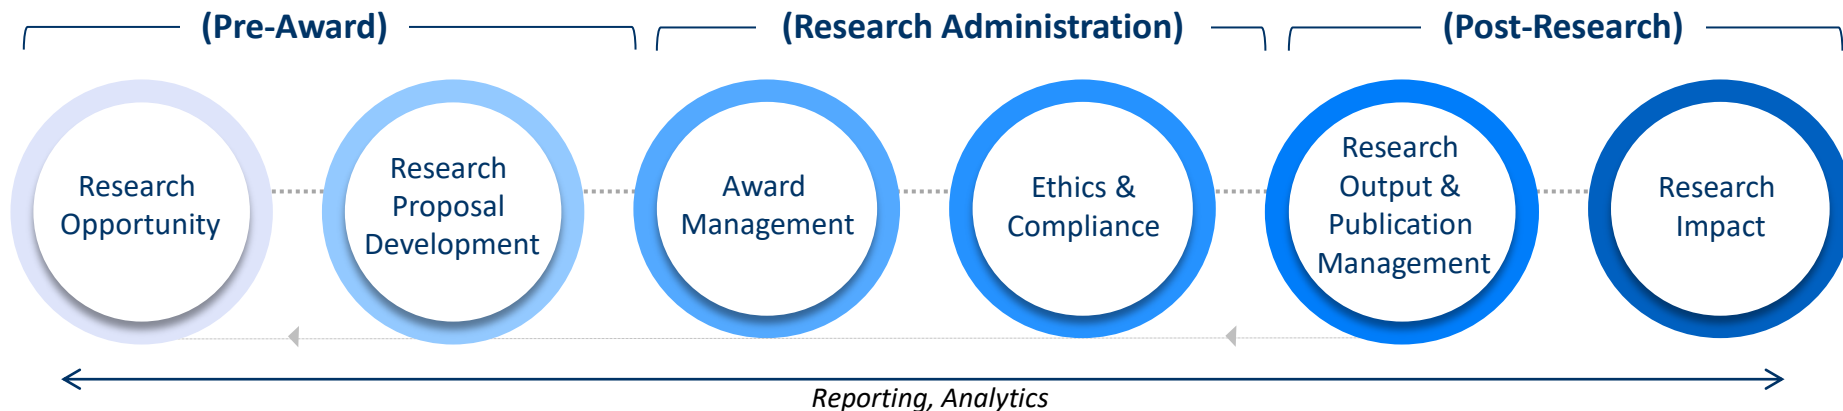 (Pre-Award)
(Research Administration)
(Post-Research)
Research
Opportunity
Research
Proposal
Development
Award
Management
Ethics &
Compliance
Research
Output &
Publication
Management
Research
Impact
Reporting, Analytics